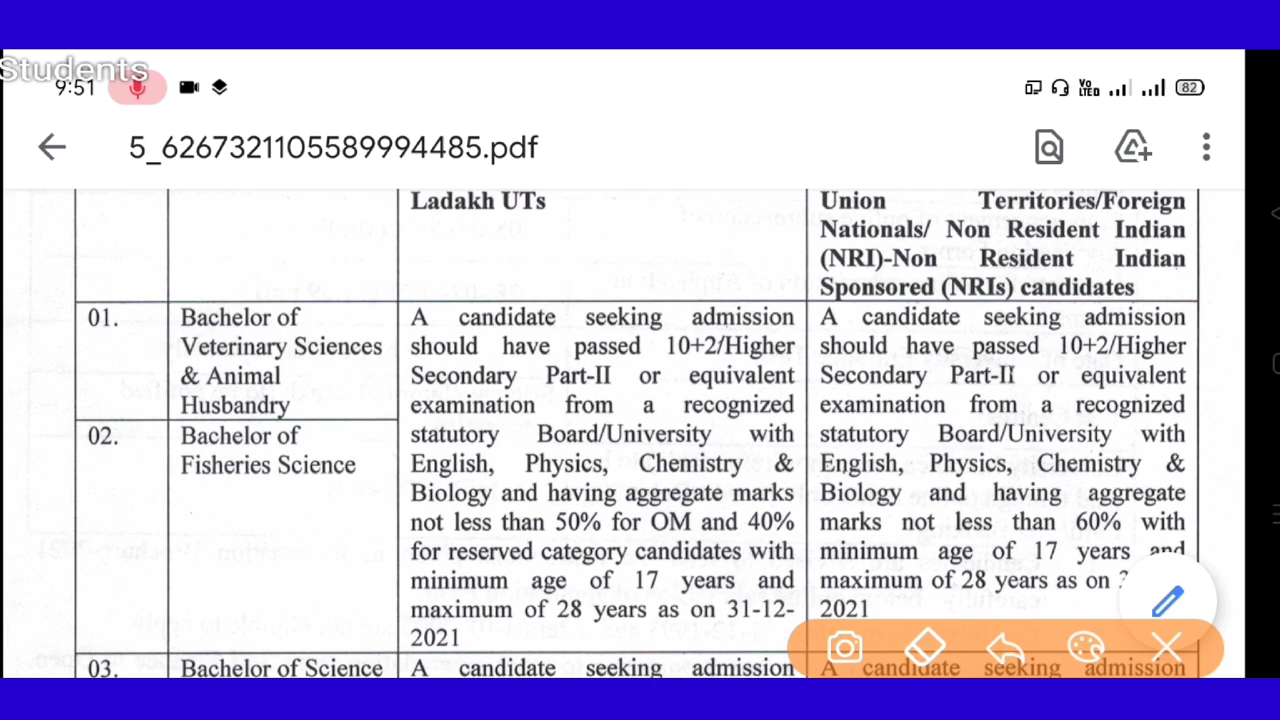 Students
9:51
Vo
LTED
82
5_6267321105589994485.pdf
Ladakh UTs
Union Territories/Foreign
Nationals/ Non Resident Indian
(NRI)-Non Resident Indian
Sponsored (NRIs) candidates
01.
Bachelor of
Veterinary Sciences
& Animal
Husbandry
A candidate seeking admission
should have passed 10+2/Higher
Secondary Part-II or equivalent
examination from a recognized
statutory Board/University with
English, Physics, Chemistry &
Biology and having aggregate marks
not less than 50% for OM and 40%
for reserved category candidates with
minimum age of 17 years and
maximum of 28 years as on 31-12-
2021
A candidate seeking admission
should have passed 10+2/Higher
Secondary Part-II or equivalent
examination from a recognized
statutory Board/University with
English, Physics, Chemistry &
Biology and having aggregate
marks not less than 60% with
minimum age of 17 years and
maximum of 28 years as on
2021
02.
Bachelor of
Fisheries Science
03.
Bachelor of Science
A candidate seeking admission
A candidate seeking admission